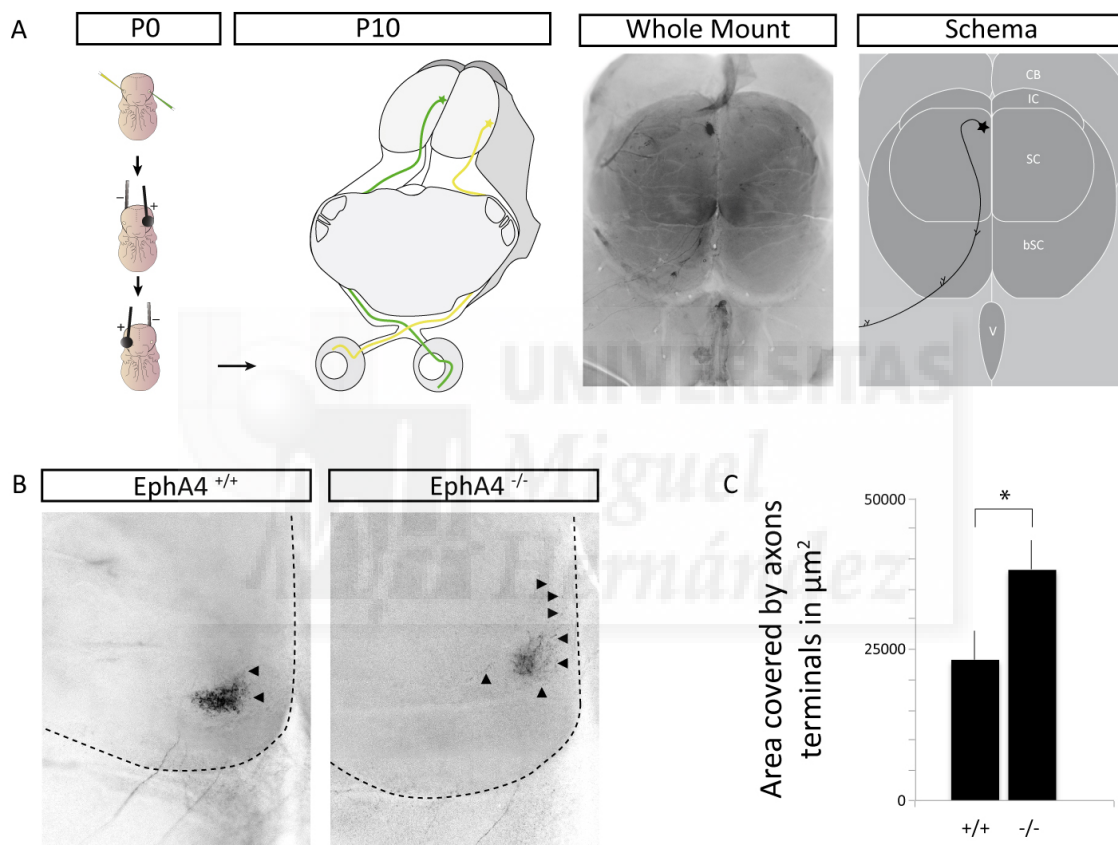 A
P0
P10
Whole Mount
Schema
CB
IC
SC
bSC
V
−
+
+
−
UNIVERSITAS
Miguel
Hernández
B
EphA4 +/+
EphA4 -/-
C
Area covered by axons
terminals in μm2
50000
25000
0
*
+/+
-/-